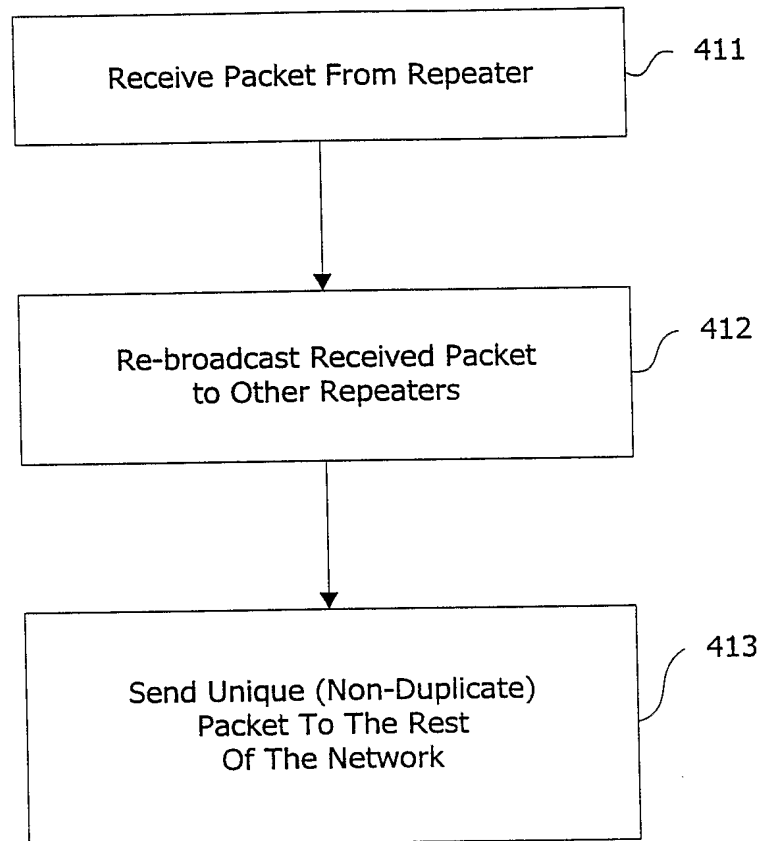 Receive Packet From Repeater
411
Re-broadcast Received Packet
to Other Repeaters
412
Send Unique (Non-Duplicate)
Packet To The Rest
Of The Network
413